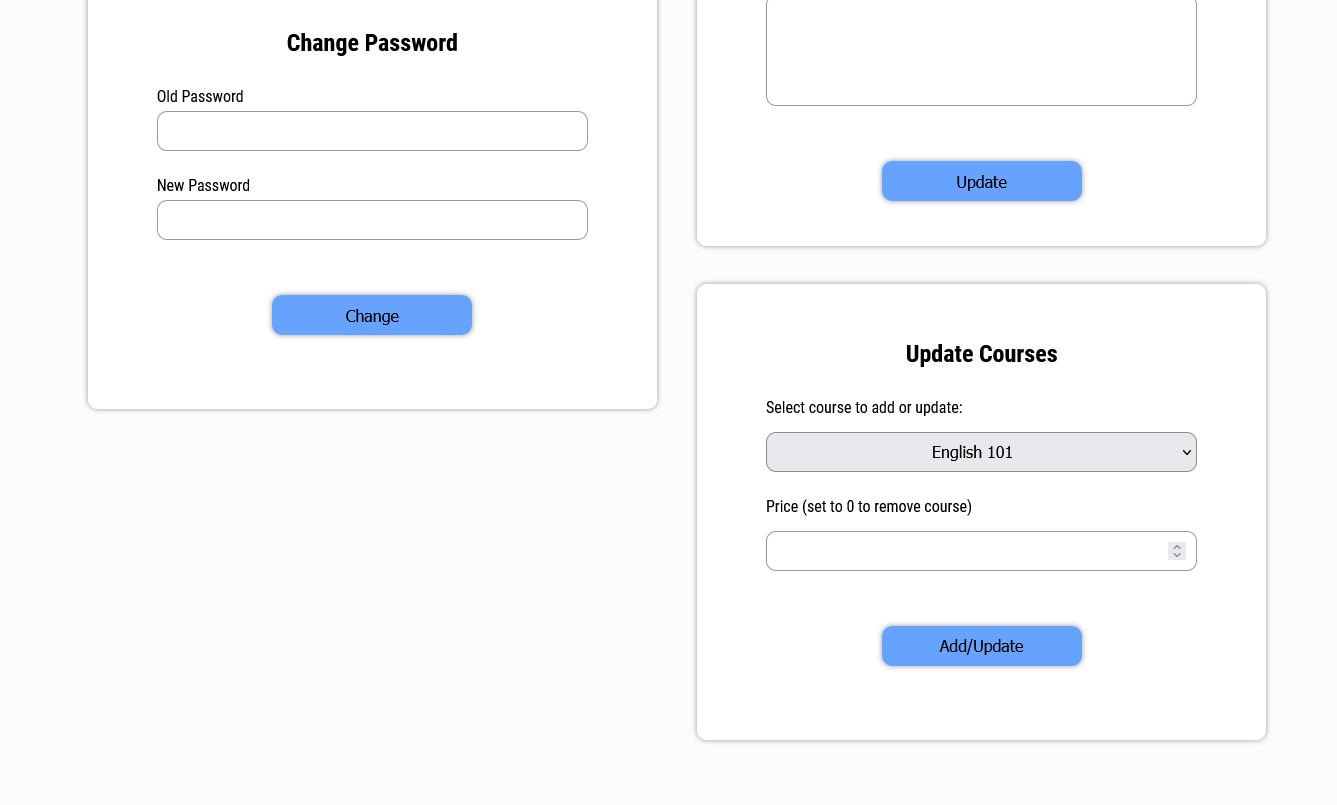 Change Password
Old Password
New Password
Change
Update
Update Courses
Select course to add or update:
English 101
Price (set to 0 to remove course)
Add/Update